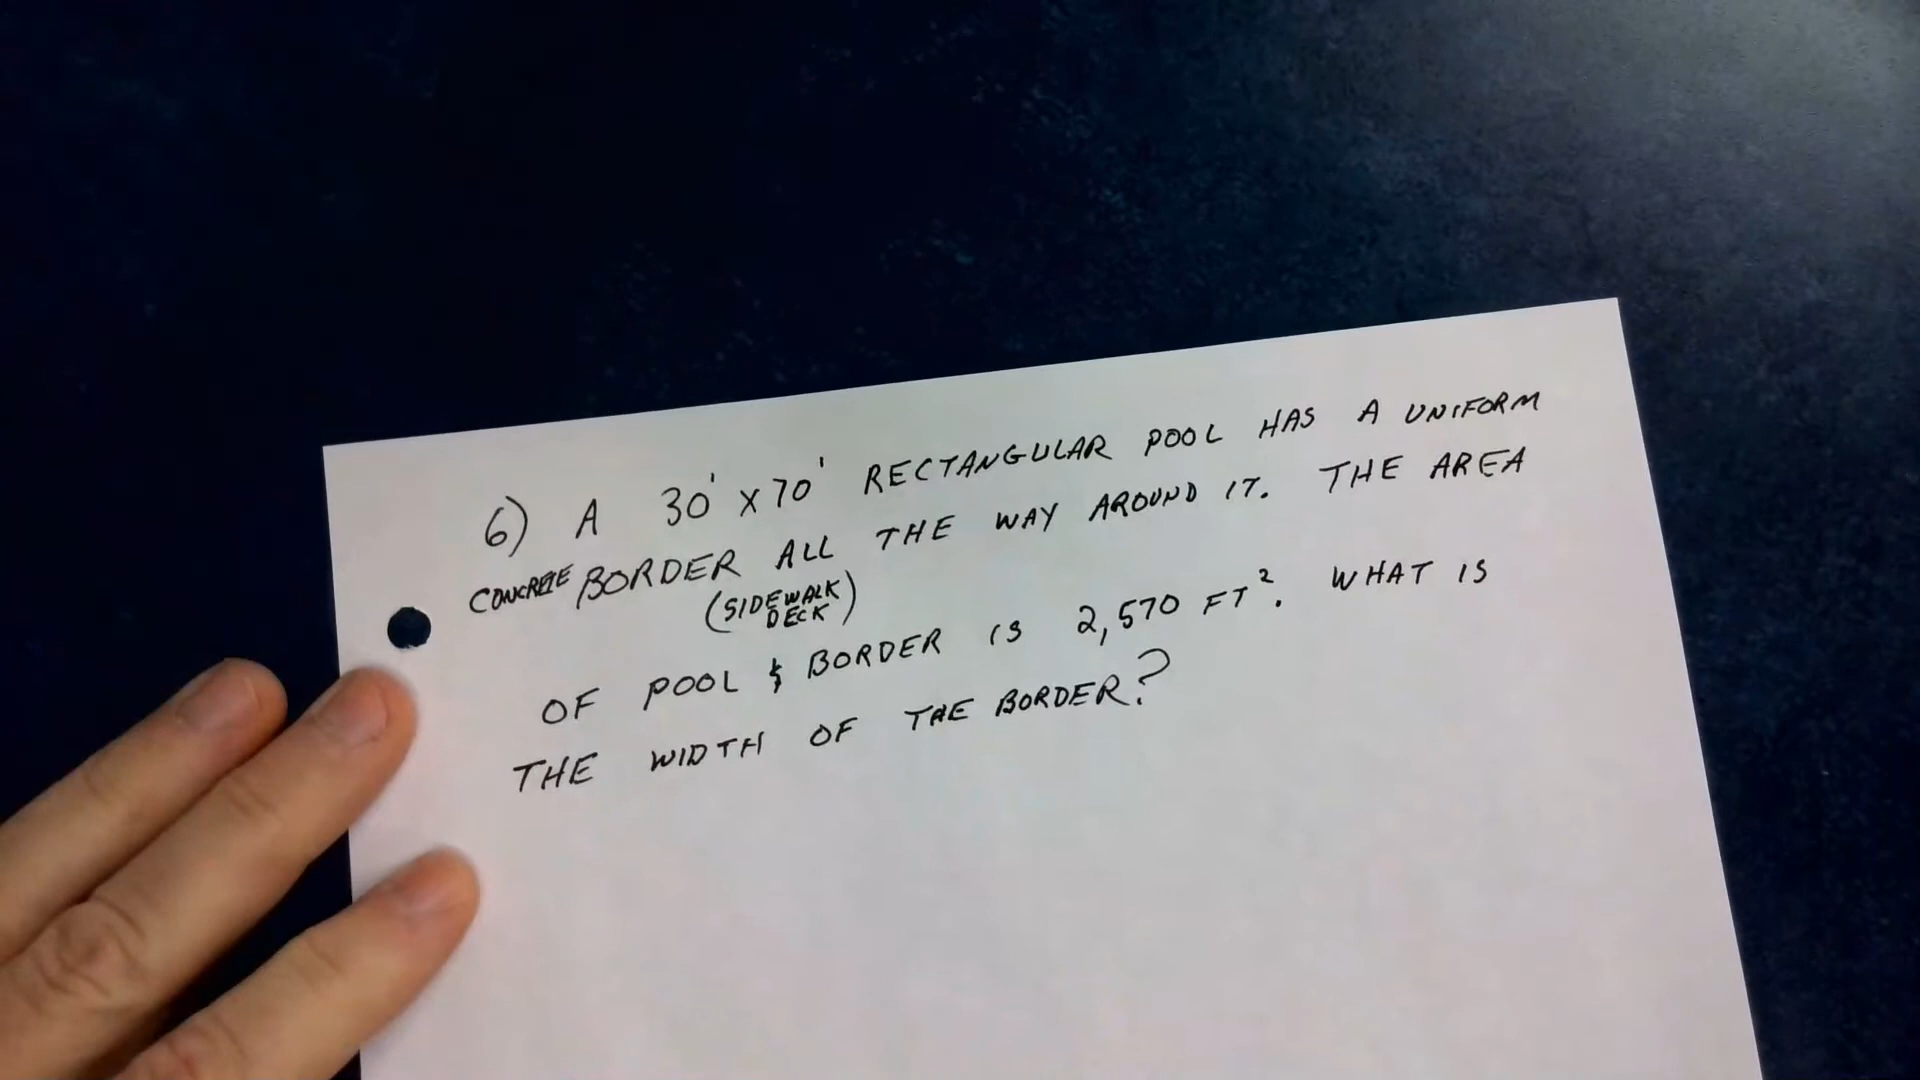 6) A 30' x 70' RECTANGULAR POOL HAS A UNIFORM
CONCRETE BORDER ALL THE WAY AROUND IT. THE AREA
(SIDEWALK
DECK)
OF POOL & BORDER IS 2,570 FT². WHAT IS
THE WIDTH OF THE BORDER?